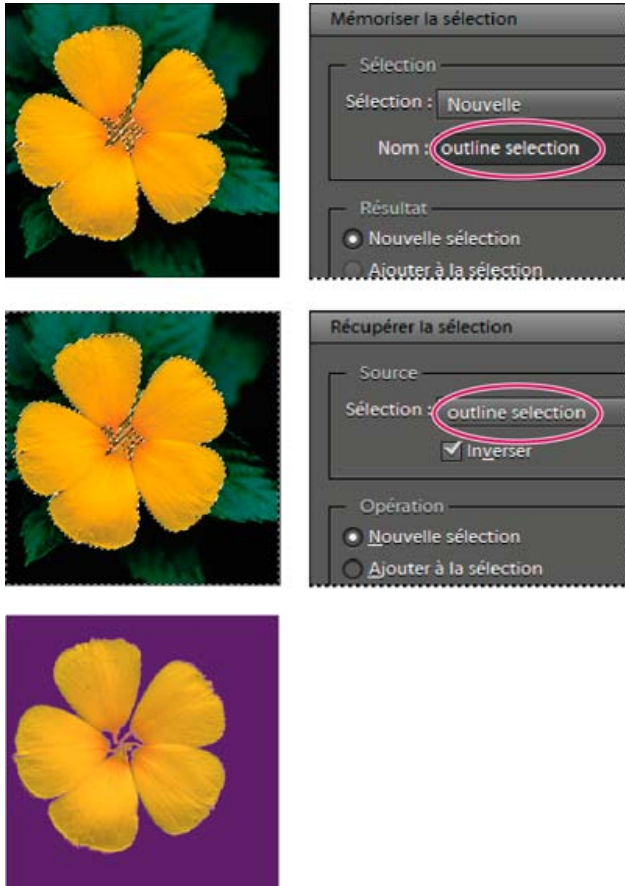 Mémoriser la sélection
Sélection
Sélection : Nouvelle
Nom : outline selection
Résultat
Nouvelle sélection
Ajouter à la sélection
Récupérer la sélection
Source
Sélection : outline selection
Inverser
Opération
Nouvelle sélection
Ajouter à la sélection